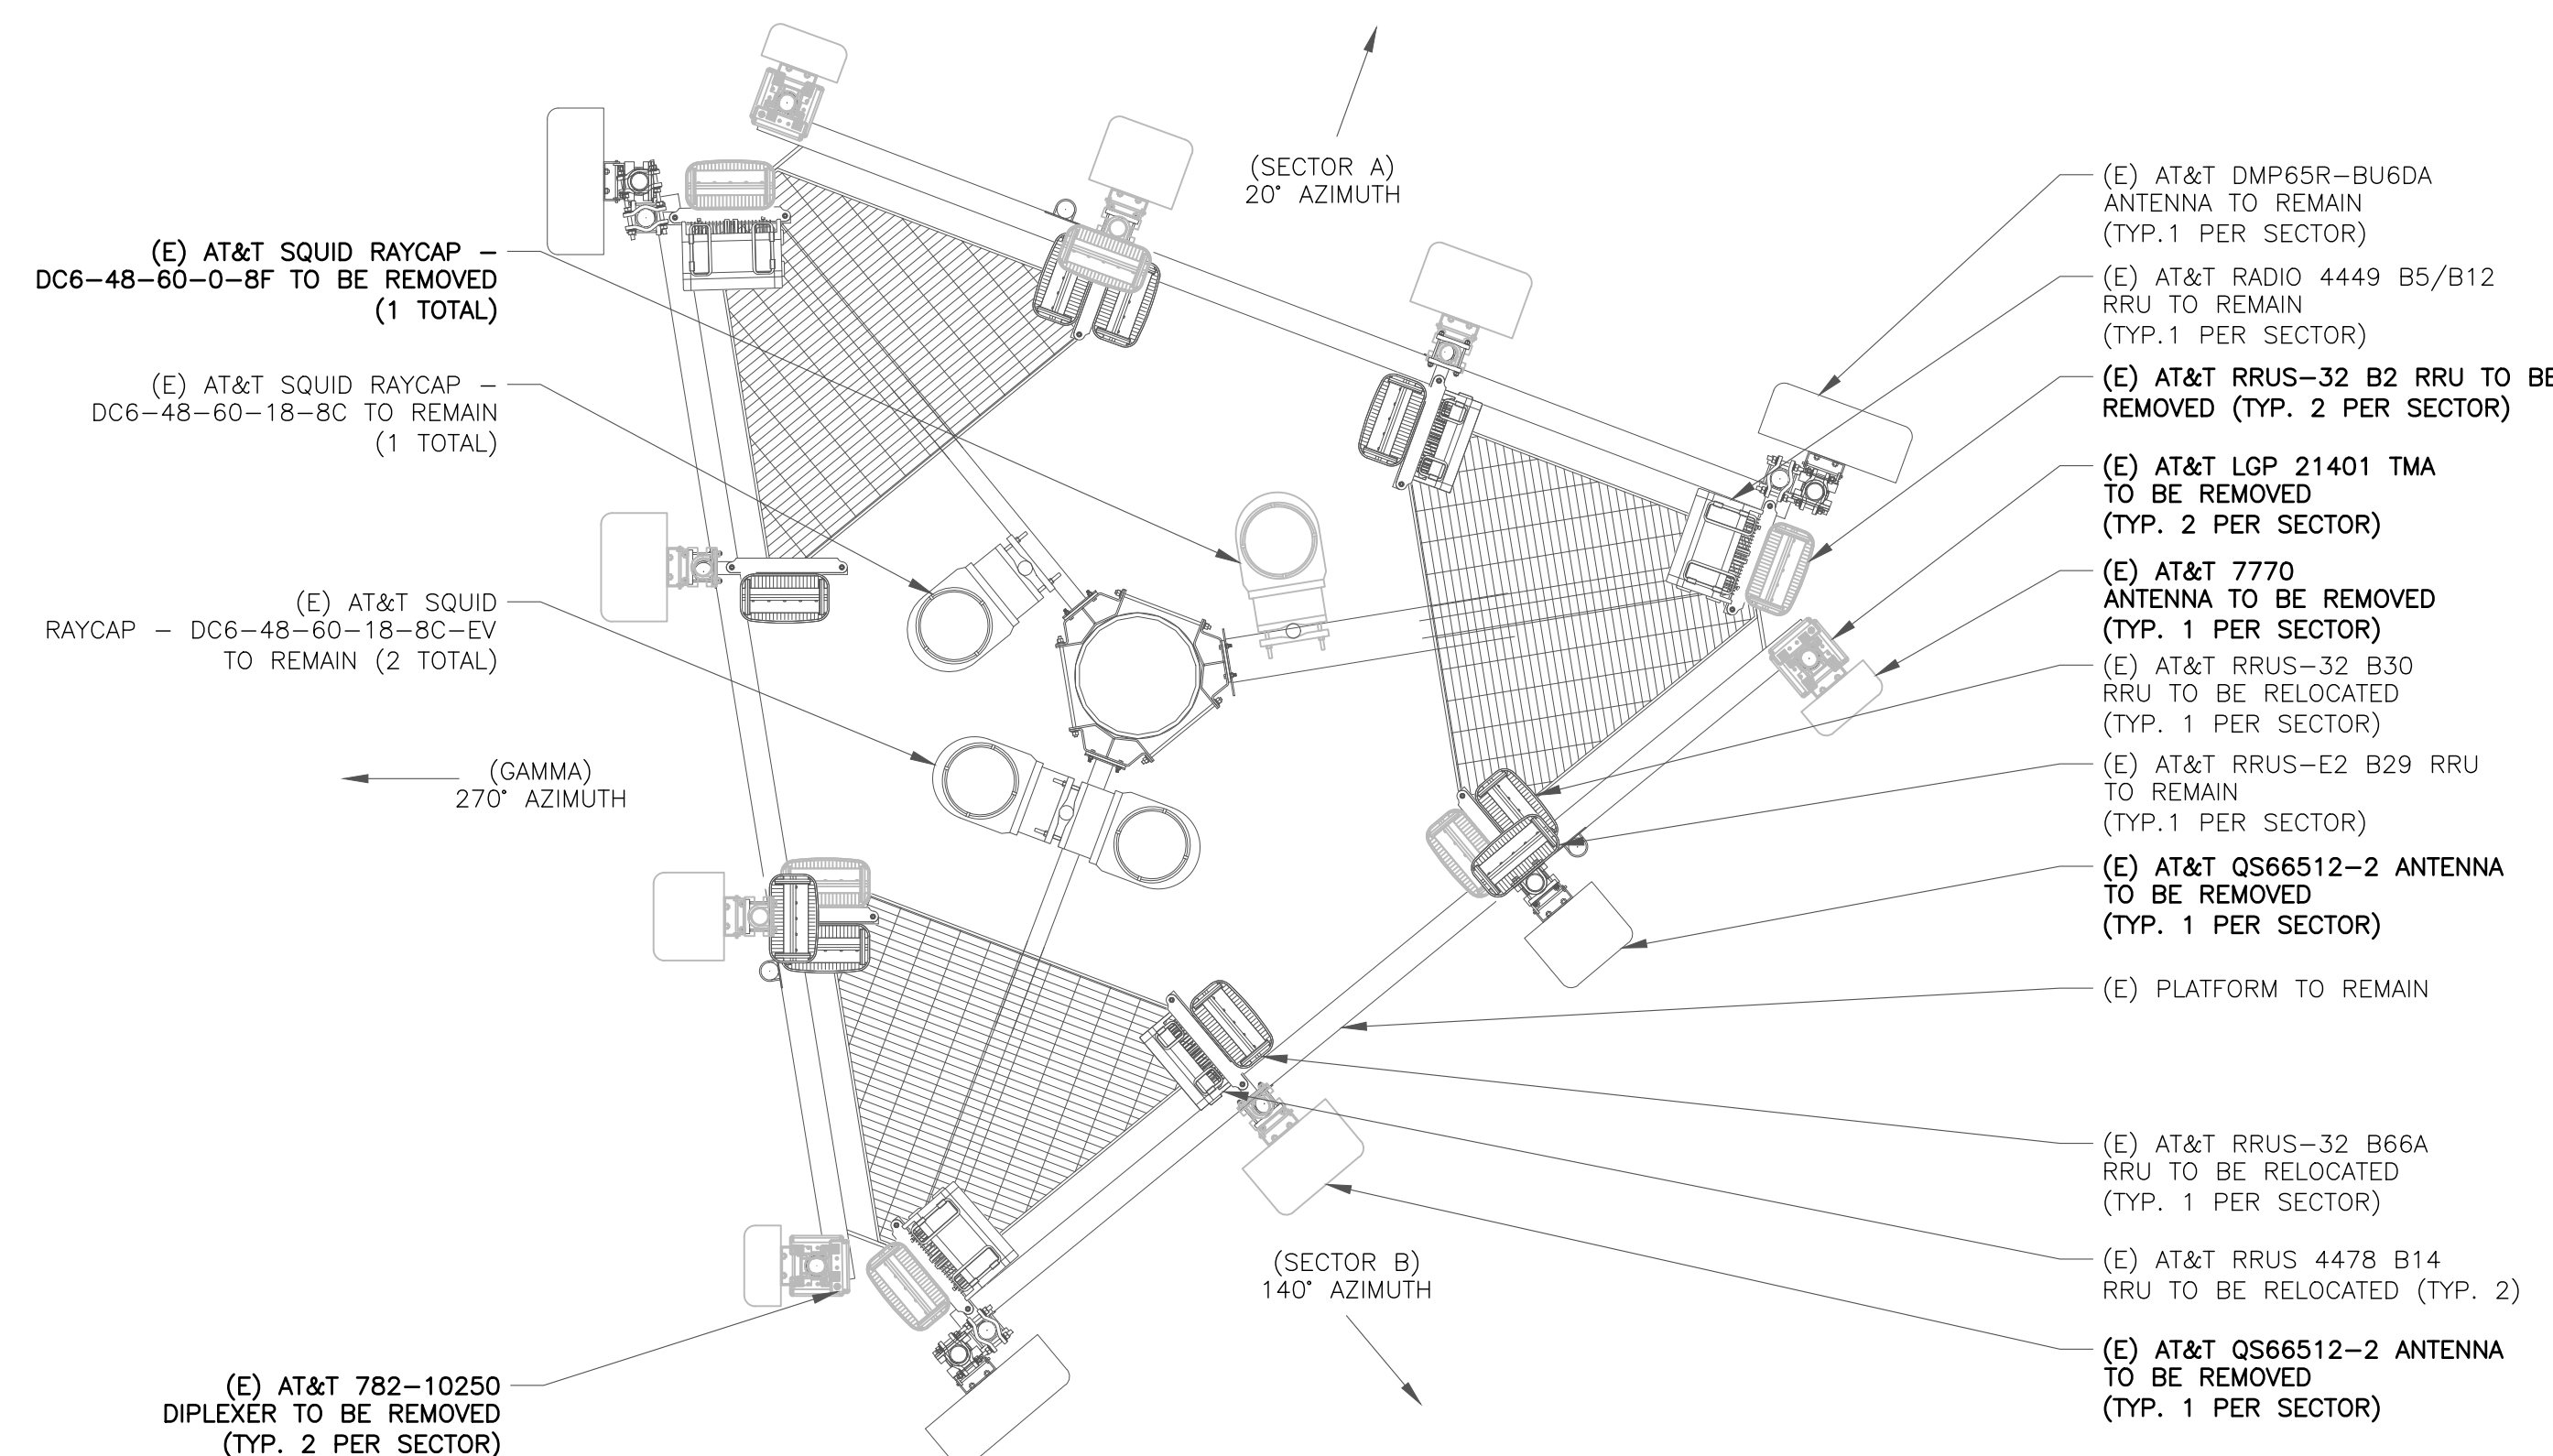 (SECTOR A)
20° AZIMUTH
(E) AT&T SQUID RAYCAP –
DC6–48–60–0–8F TO BE REMOVED
(1 TOTAL)
(E) AT&T SQUID RAYCAP –
DC6–48–60–18–8C TO REMAIN
(1 TOTAL)
(E) AT&T SQUID
RAYCAP – DC6–48–60–18–8C–EV
TO REMAIN (2 TOTAL)
(GAMMA)
270° AZIMUTH
(E) AT&T 782–10250
DIPLEXER TO BE REMOVED
(TYP. 2 PER SECTOR)
(SECTOR B)
140° AZIMUTH
(E) AT&T DMP65R–BU6DA
ANTENNA TO REMAIN
(TYP.1 PER SECTOR)
(E) AT&T RADIO 4449 B5/B12
RRU TO REMAIN
(TYP.1 PER SECTOR)
(E) AT&T RRUS–32 B2 RRU TO BE
REMOVED (TYP. 2 PER SECTOR)
(E) AT&T LGP 21401 TMA
TO BE REMOVED
(TYP. 2 PER SECTOR)
(E) AT&T 7770
ANTENNA TO BE REMOVED
(TYP. 1 PER SECTOR)
(E) AT&T RRUS–32 B30
RRU TO BE RELOCATED
(TYP. 1 PER SECTOR)
(E) AT&T RRUS–E2 B29 RRU
TO REMAIN
(TYP.1 PER SECTOR)
(E) AT&T QS66512–2 ANTENNA
TO BE REMOVED
(TYP. 1 PER SECTOR)
(E) PLATFORM TO REMAIN
(E) AT&T RRUS–32 B66A
RRU TO BE RELOCATED
(TYP. 1 PER SECTOR)
(E) AT&T RRUS 4478 B14
RRU TO BE RELOCATED (TYP. 2)
(E) AT&T QS66512–2 ANTENNA
TO BE REMOVED
(TYP. 1 PER SECTOR)